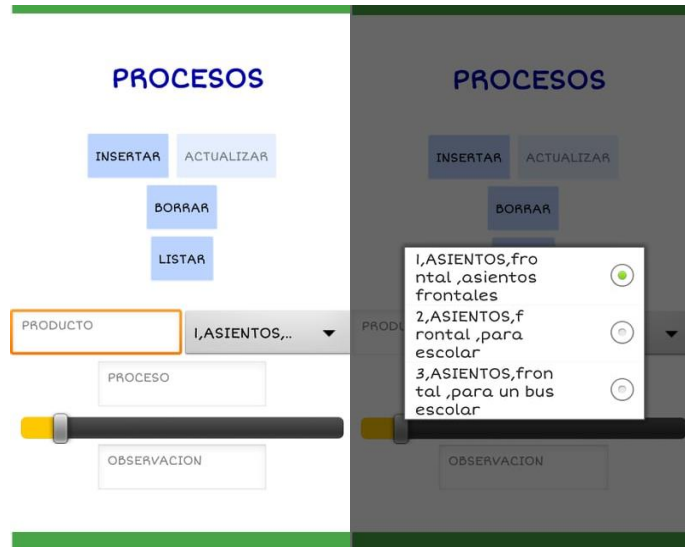 PROCESOS
INSERTAR ACTUALIZAR
BORRAR
LISTAR
PRODUCTO 1,ASIENTOS,..
PROCESO
OBSERVACION
PROCESOS
INSERTAR ACTUALIZAR
BORRAR
1,ASIENTOS,fro
ntal ,asientos
frontales
2,ASIENTOS,f
rontal ,para
escolar
3,ASIENTOS,fron
tal ,para un bus
escolar
OBSERVACION